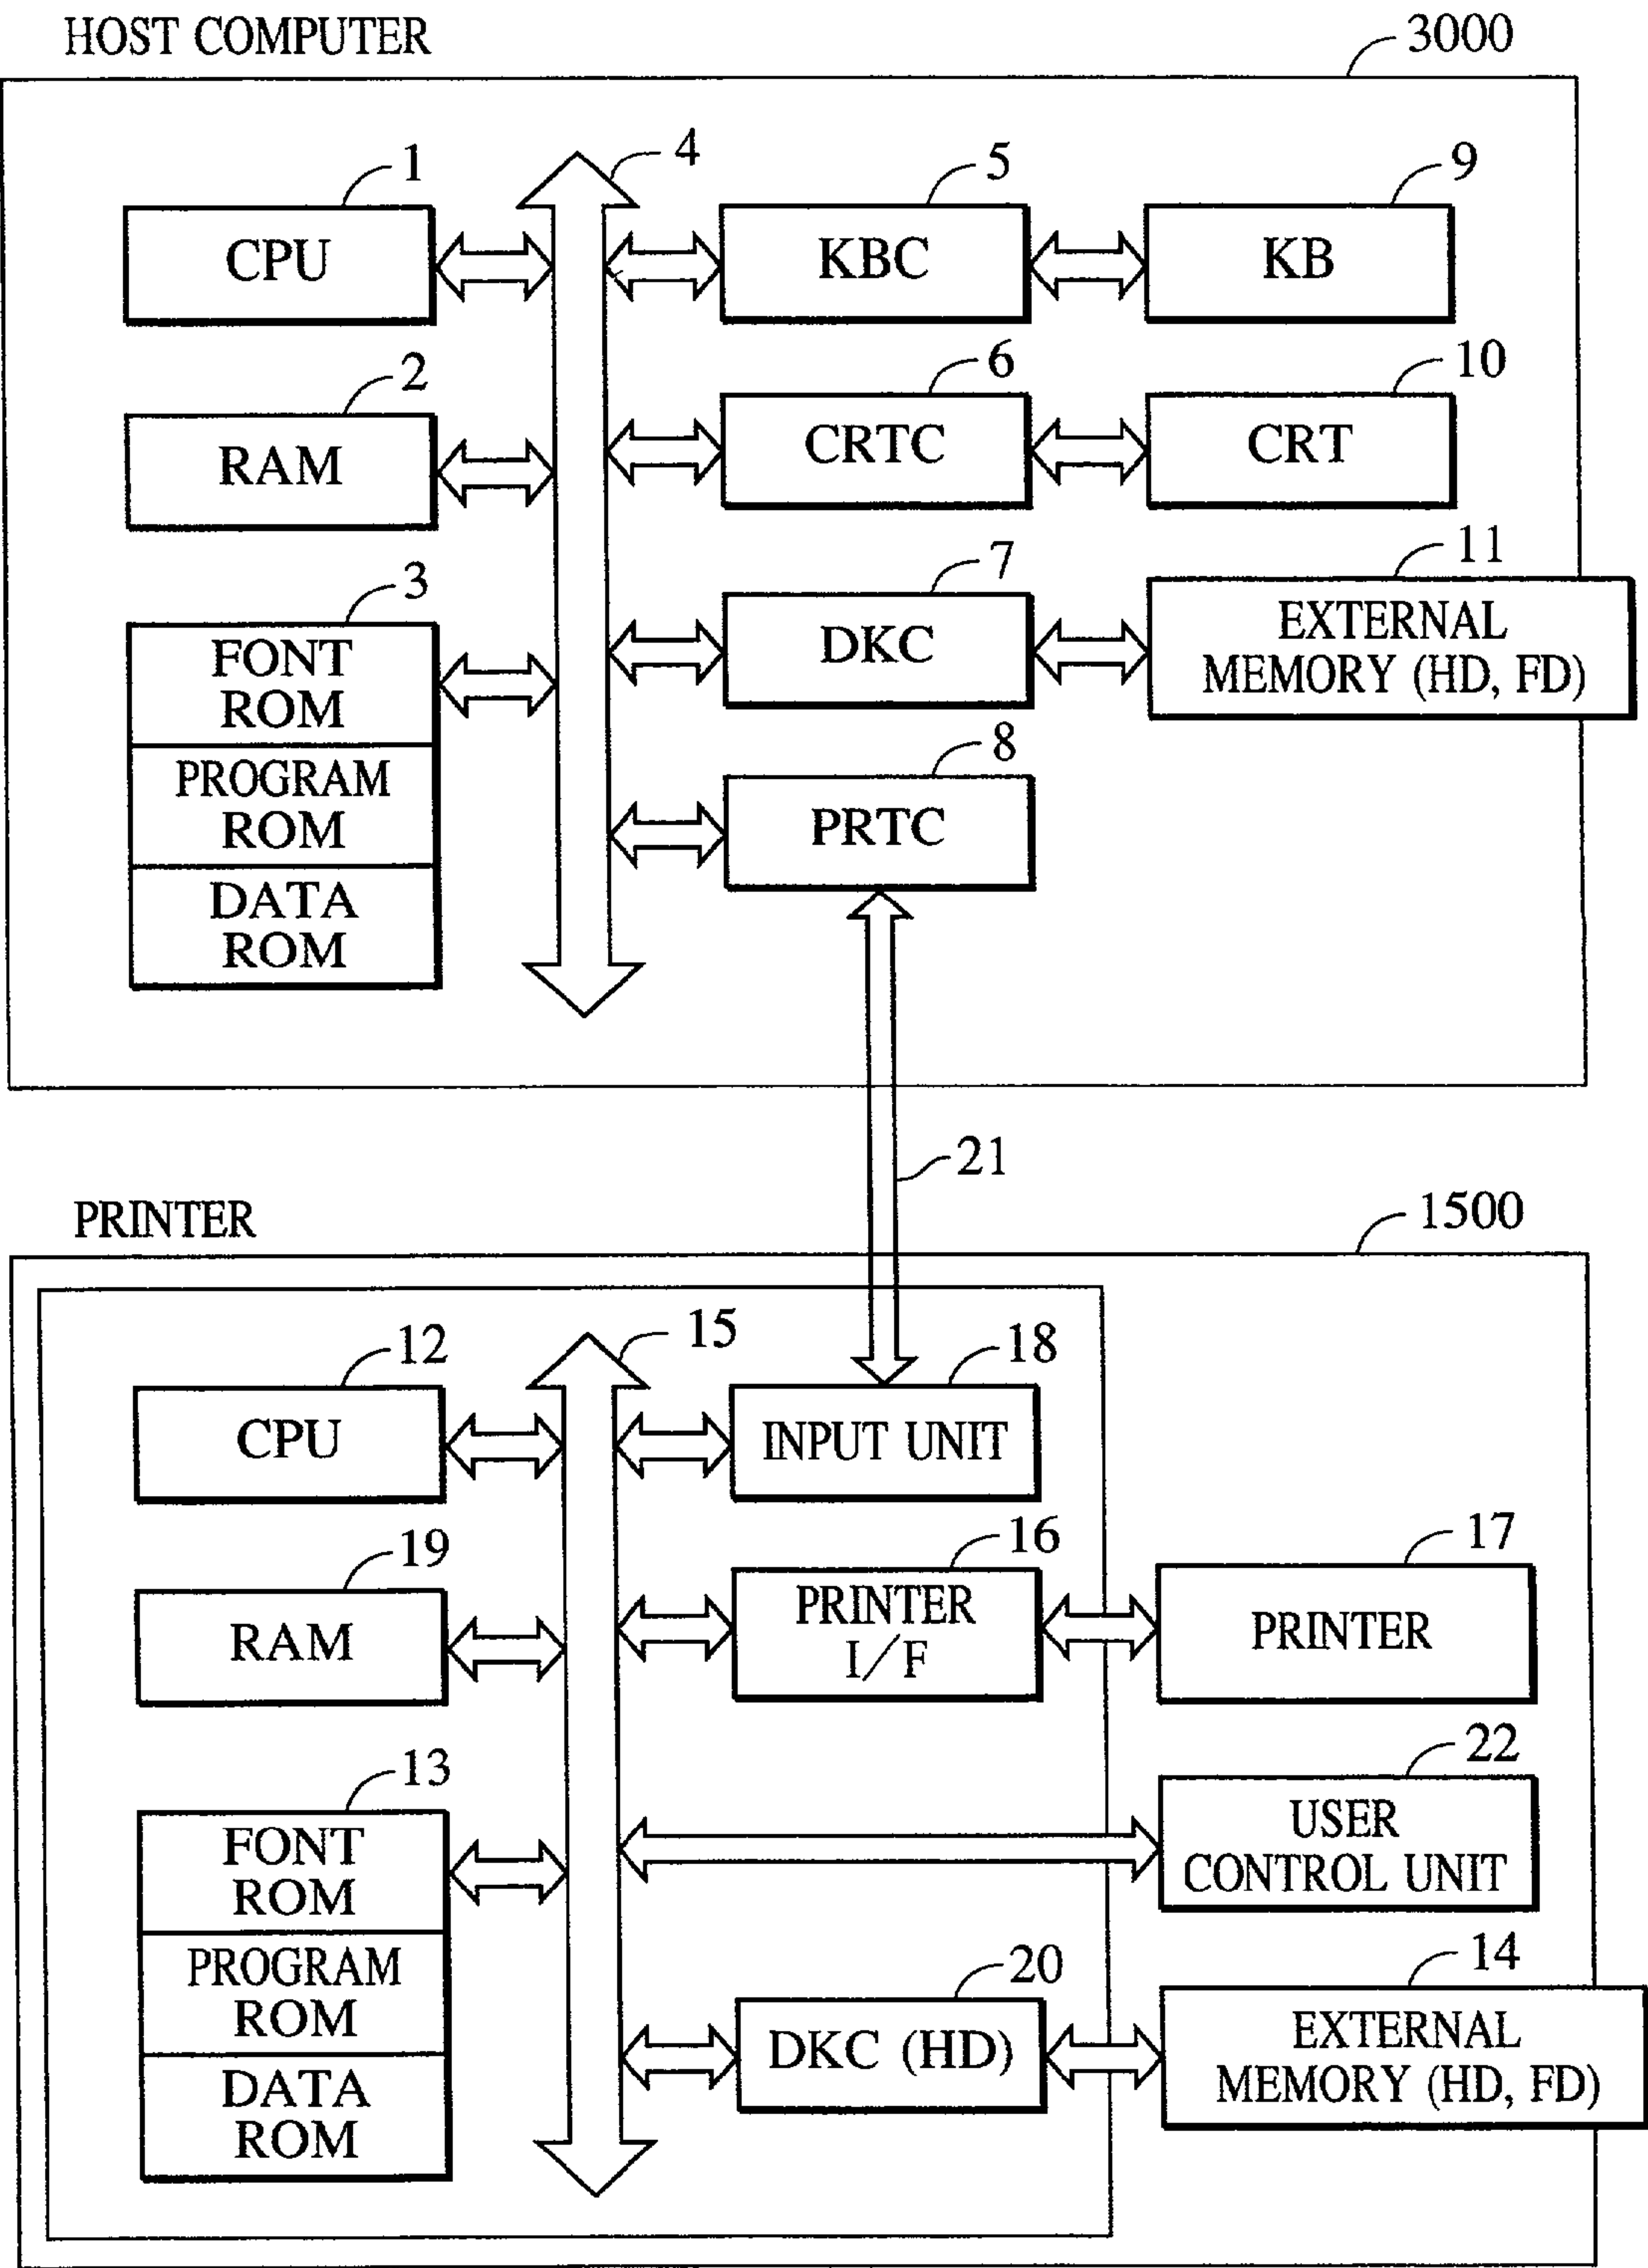 HOST COMPUTER
3000
1
4
5
9
CPU
KBC
KB
2
6
10
RAM
CRTC
CRT
3
7
11
FONT
ROM
DKC
EXTERNAL
MEMORY (HD, FD)
PROGRAM
ROM
8
PRTC
DATA
ROM
21
PRINTER
1500
12
15
18
CPU
INPUT UNIT
19
16
17
RAM
PRINTER
I/F
PRINTER
13
22
FONT
ROM
USER
CONTROL UNIT
PROGRAM
ROM
20
14
DKC (HD)
EXTERNAL
MEMORY (HD, FD)
DATA
ROM